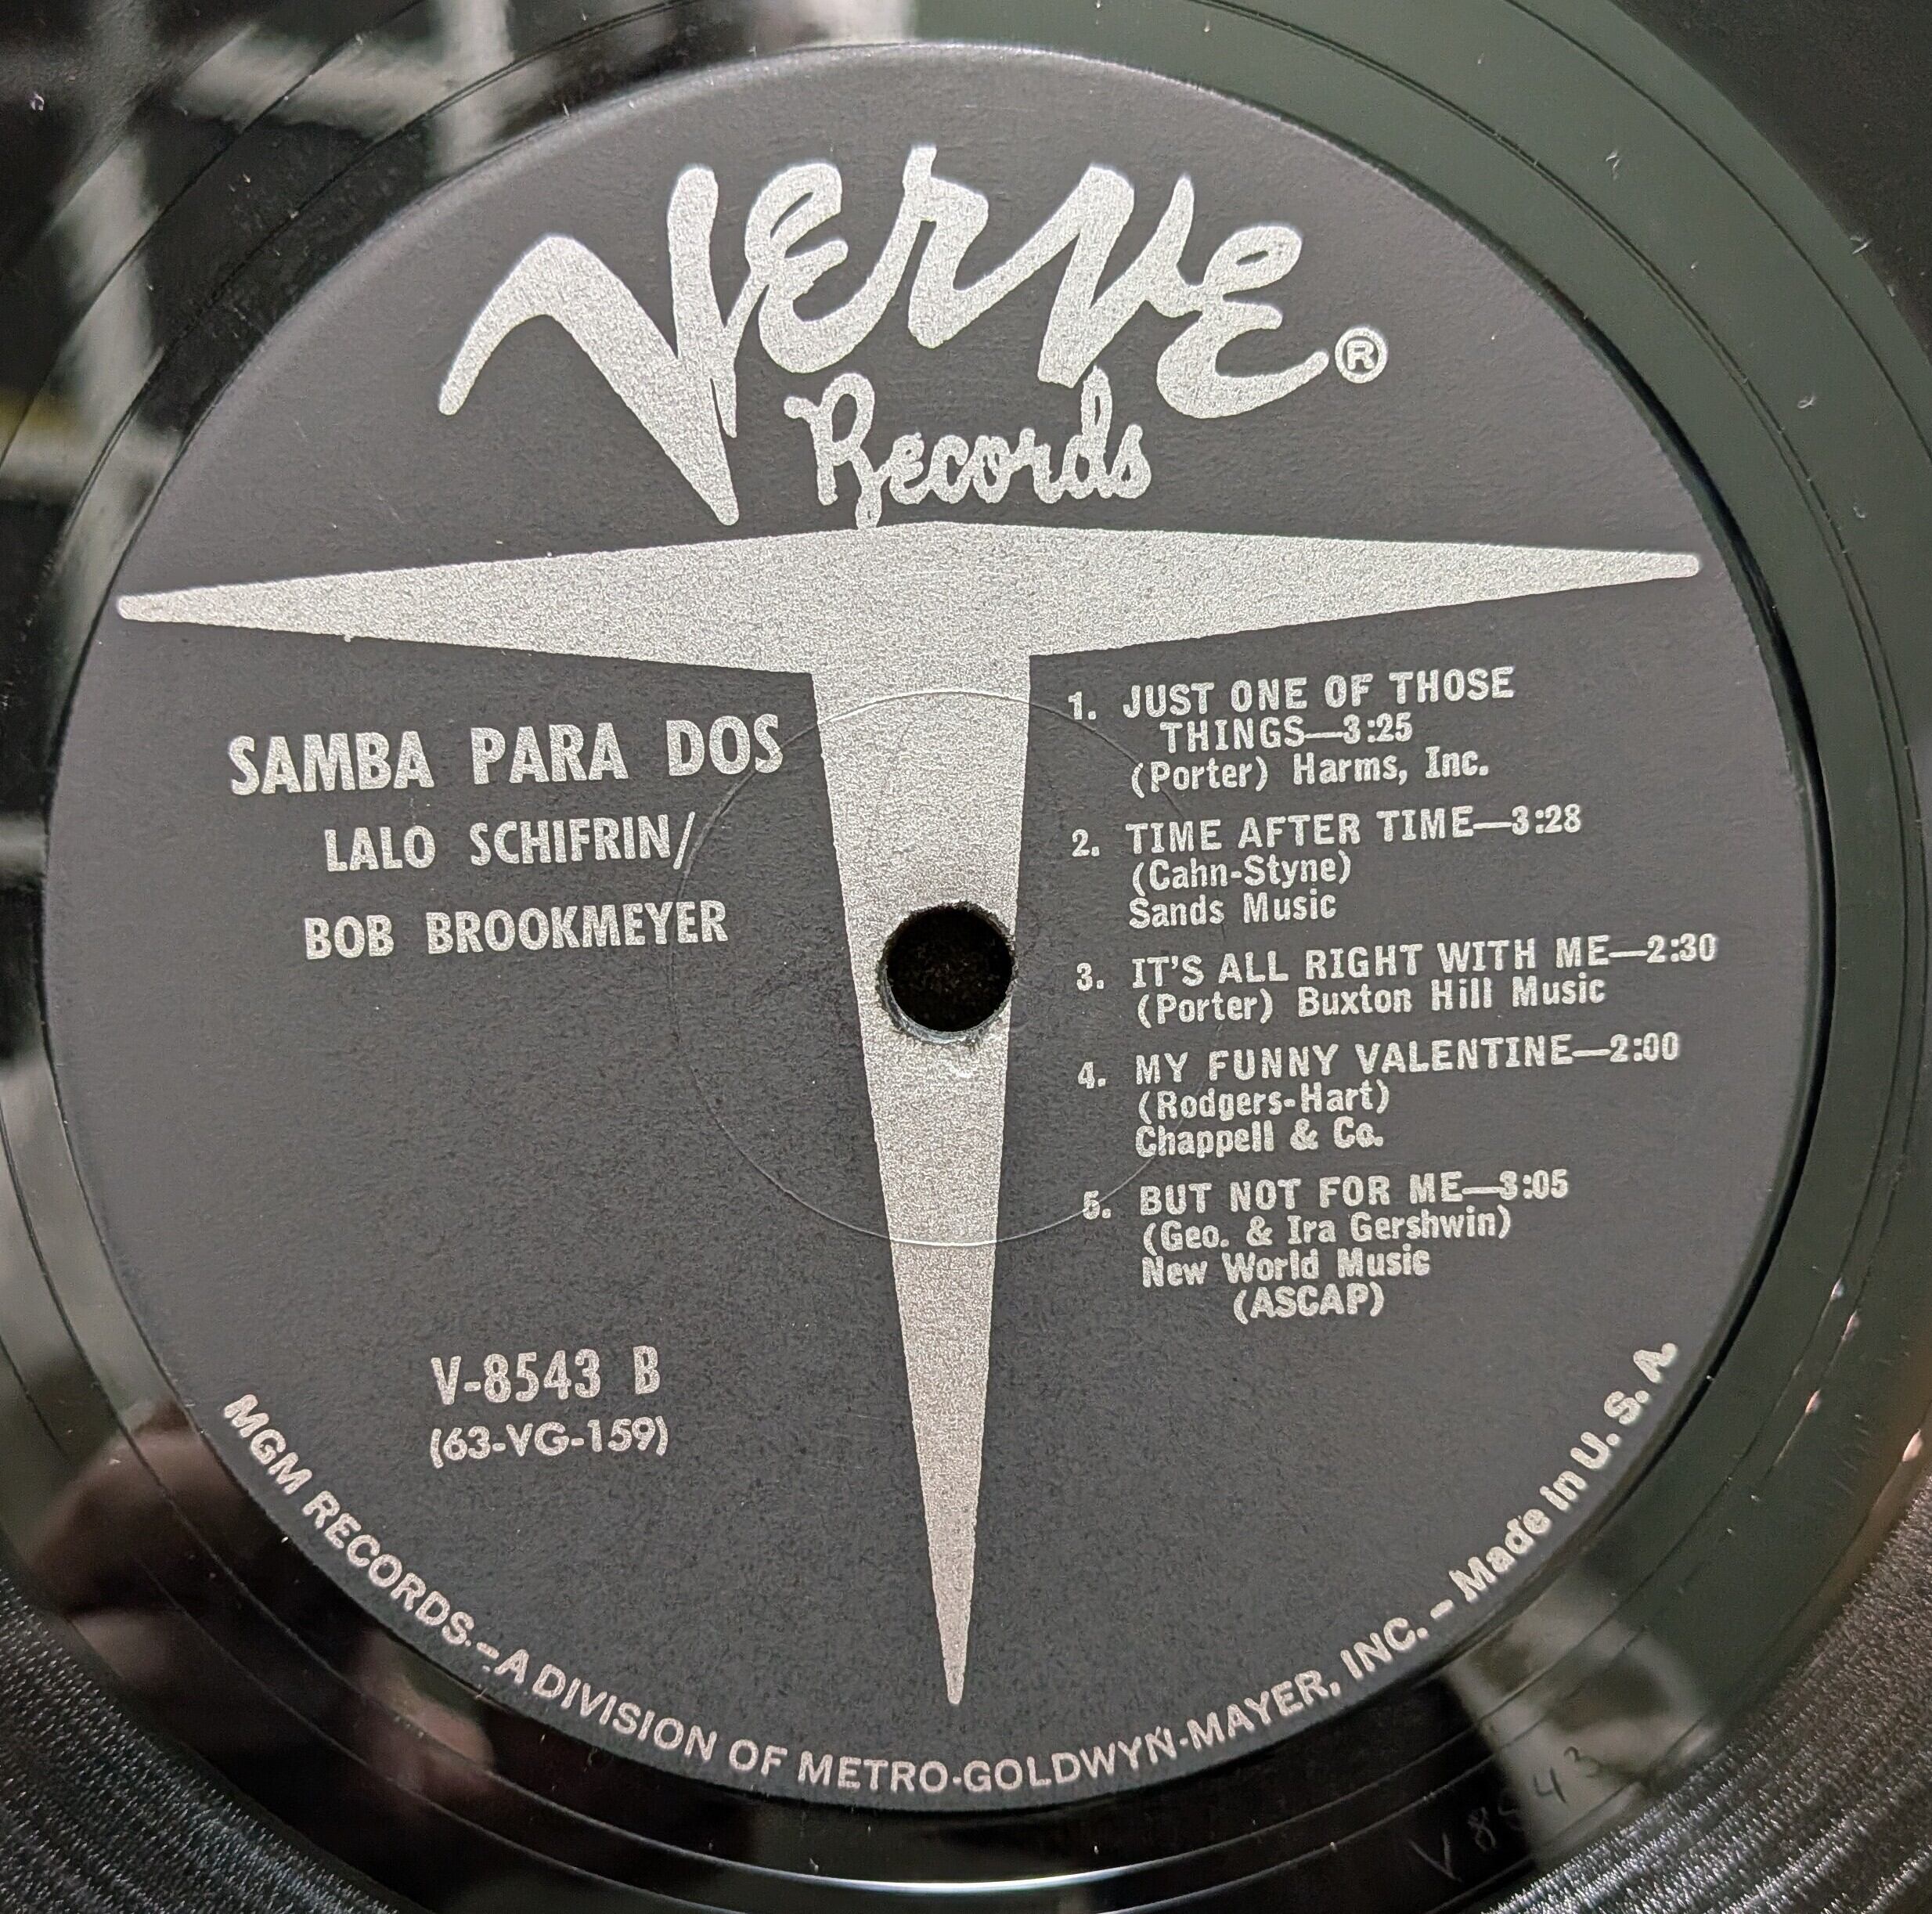 Verve®
Records
SAMBA PARA DOS
LALO SCHIFRIN/
BOB BROOKMEYER
1. JUST ONE OF THOSE
THINGS—3:25
(Porter) Harms, Inc.
2. TIME AFTER TIME—3:28
(Cahn-Styne)
Sands Music
3. IT'S ALL RIGHT WITH ME—2:30
(Porter) Buxton Hill Music
4. MY FUNNY VALENTINE—2:00
(Rodgers-Hart)
Chappell & Co.
5. BUT NOT FOR ME—3:05
(Geo. & Ira Gershwin)
New World Music
(ASCAP)
V-8543 B
(63-VG-159)
MGM RECORDS.–A DIVISION OF METRO-GOLDWYN-MAYER, INC. – Made in U. S. A.
V 8543